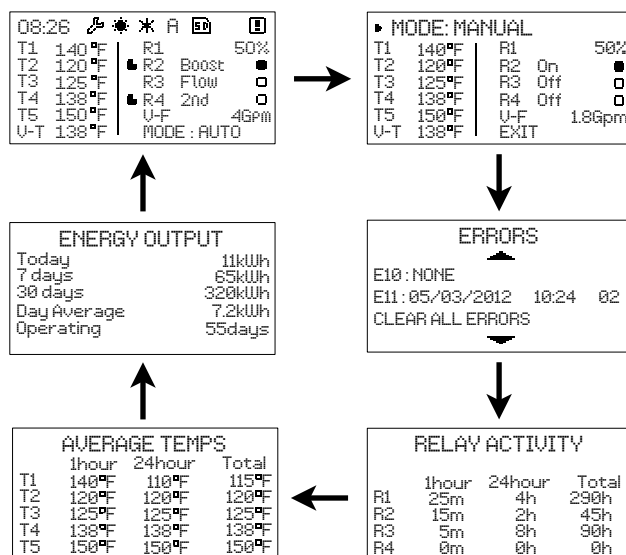 08:26 A SD
T1 140°F R1 50%
T2 120°F R2 Boost
T3 125°F R3 Flow
T4 138°F R4 2nd
T5 150°F V-F 4Gpm
V-T 138°F MODE : AUTO
MODE: MANUAL
T1 140°F R1 50%
T2 120°F R2 On
T3 125°F R3 Off
T4 138°F R4 Off
T5 150°F V-F 1.8Gpm
V-T 138°F EXIT
ENERGY OUTPUT
Today 11kWh
7 days 65kWh
30 days 320kWh
Day Average 7.2kWh
Operating 55days
ERRORS
E10 : NONE
E11 : 05/03/2012 10:24 02
CLEAR ALL ERRORS
AVERAGE TEMPS
1hour 24hour Total
T1 140°F 110°F 115°F
T2 120°F 120°F 120°F
T3 125°F 125°F 125°F
T4 138°F 138°F 138°F
T5 150°F 150°F 150°F
RELAY ACTIVITY
1hour 24hour Total
R1 25m 4h 290h
R2 15m 2h 45h
R3 5m 8h 90h
R4 0m 0h 0h